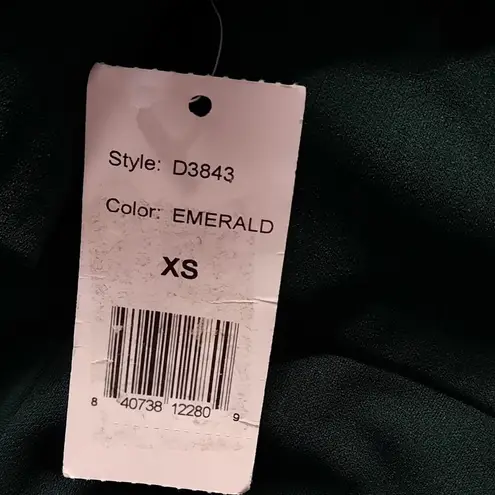 Style: D3843
Color: EMERALD
XS
8 40738 12280 9